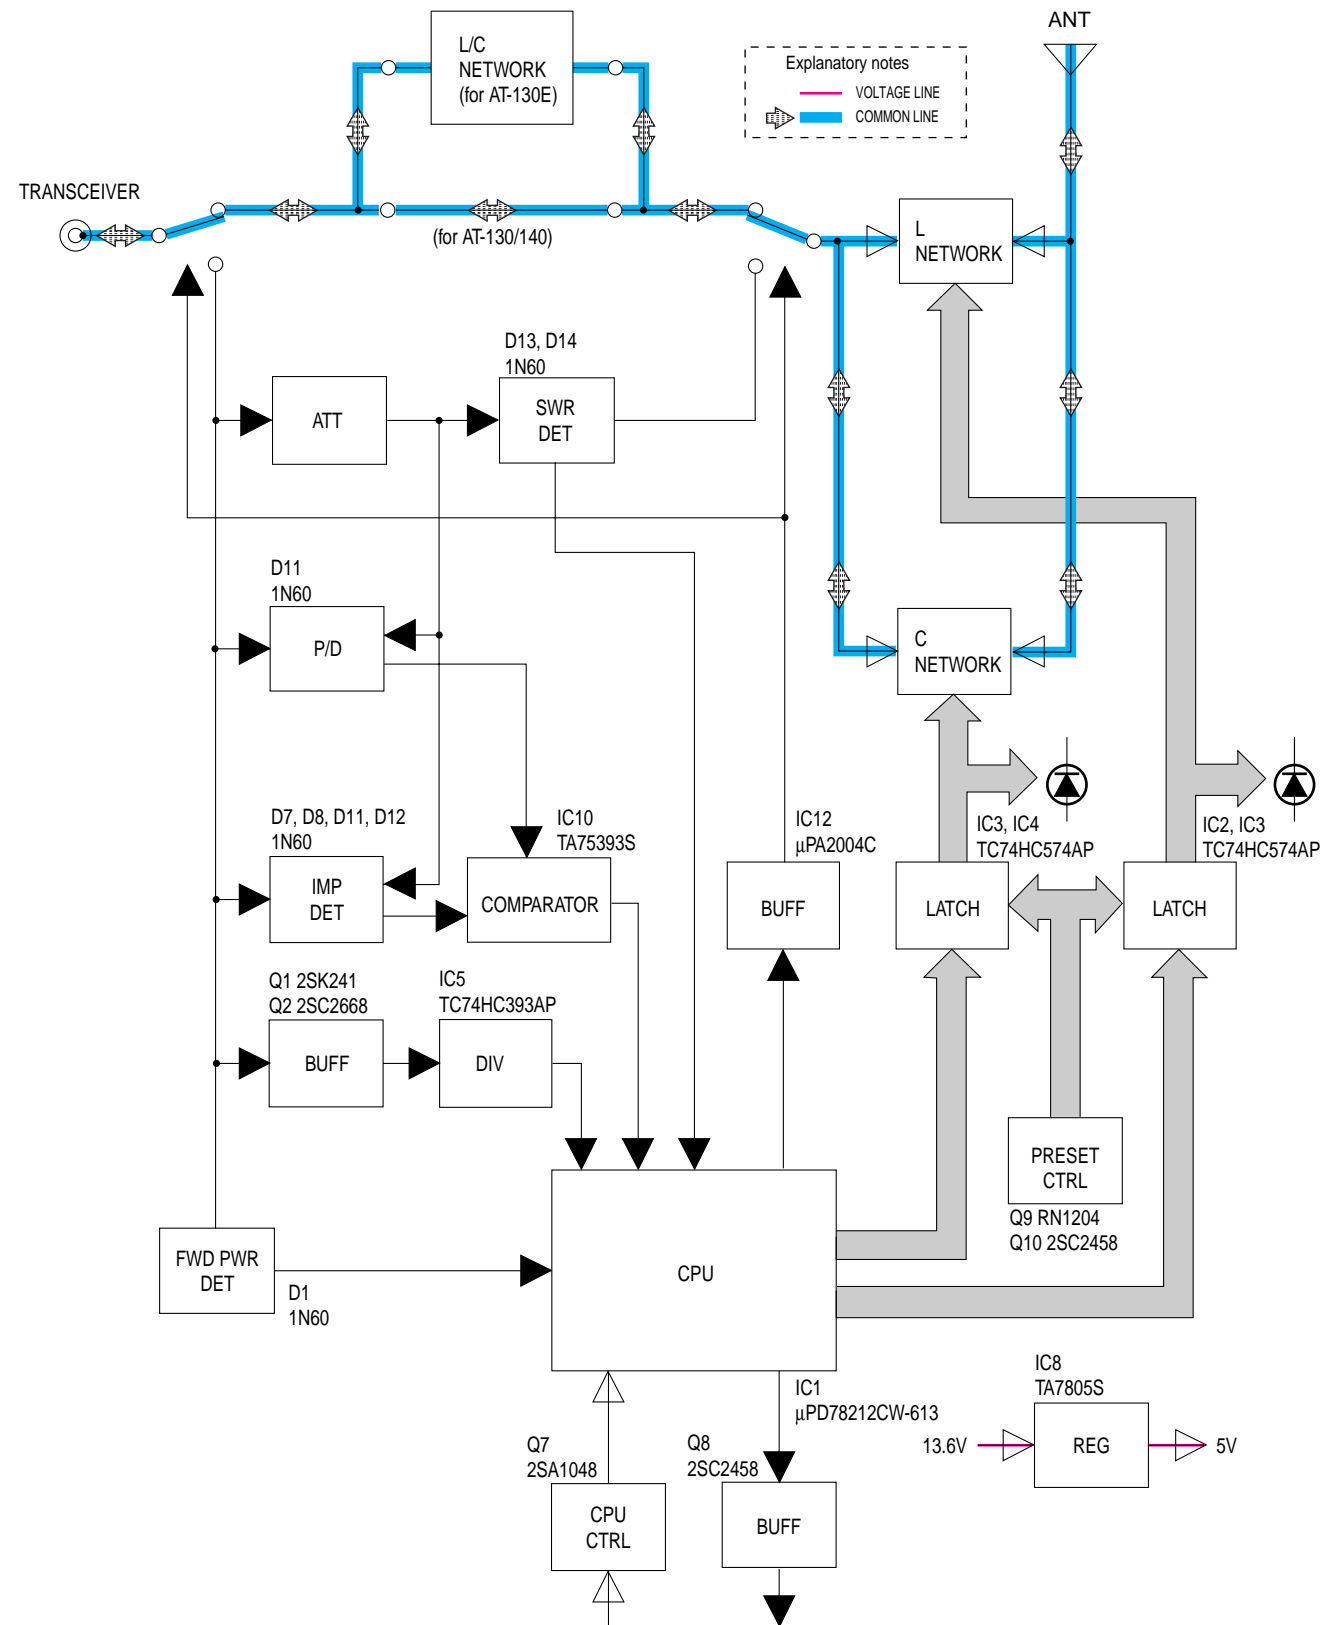 ANT
L/C
NETWORK
(for AT-130E)
Explanatory notes
VOLTAGE LINE
COMMON LINE
TRANSCEIVER
(for AT-130/140)
L
NETWORK
D13, D14
1N60
ATT
SWR
DET
D11
1N60
P/D
C
NETWORK
D7, D8, D11, D12
1N60
IMP
DET
IC10
TA75393S
COMPARATOR
IC12
µPA2004C
BUFF
IC3, IC4
TC74HC574AP
LATCH
IC2, IC3
TC74HC574AP
LATCH
Q1 2SK241
Q2 2SC2668
BUFF
IC5
TC74HC393AP
DIV
PRESET
CTRL
Q9 RN1204
Q10 2SC2458
FWD PWR
DET
D1
1N60
CPU
IC1
µPD78212CW-613
IC8
TA7805S
13.6V
REG
5V
Q7
2SA1048
CPU
CTRL
Q8
2SC2458
BUFF